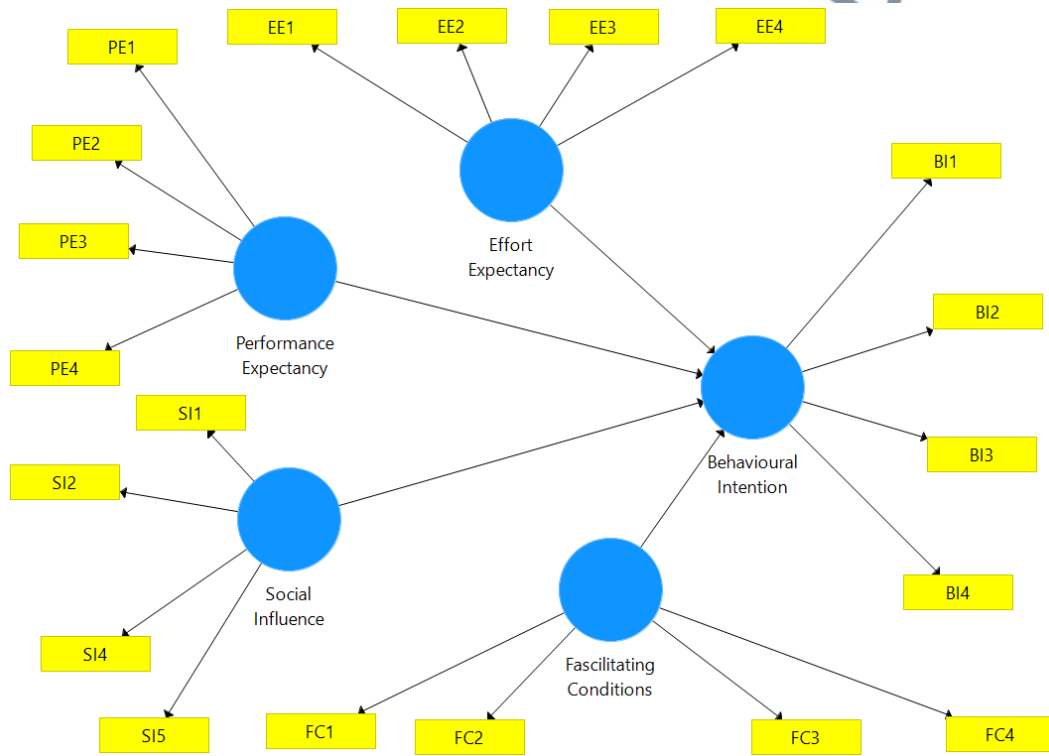 EE1
EE2
EE3
EE4
PE1
PE2
PE3
PE4
Effort
Expectancy
Performance
Expectancy
BI1
BI2
BI3
BI4
Behavioural
Intention
SI1
SI2
SI4
SI5
Social
Influence
Fascilitating
Conditions
FC1
FC2
FC3
FC4